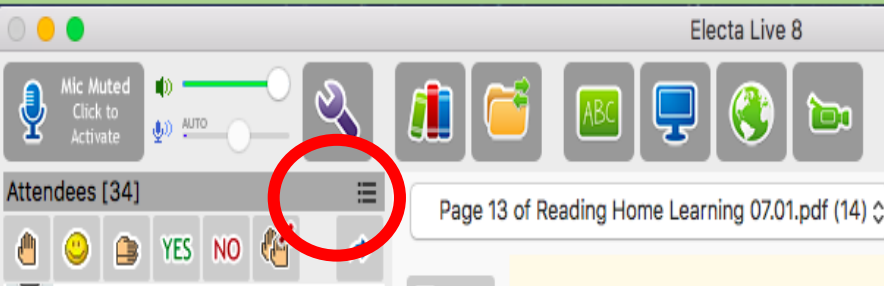 Electa Live 8
Mic Muted
Click to
Activate
AUTO
ABC
Attendees [34]
Page 13 of Reading Home Learning 07.01.pdf (14)
YES NO